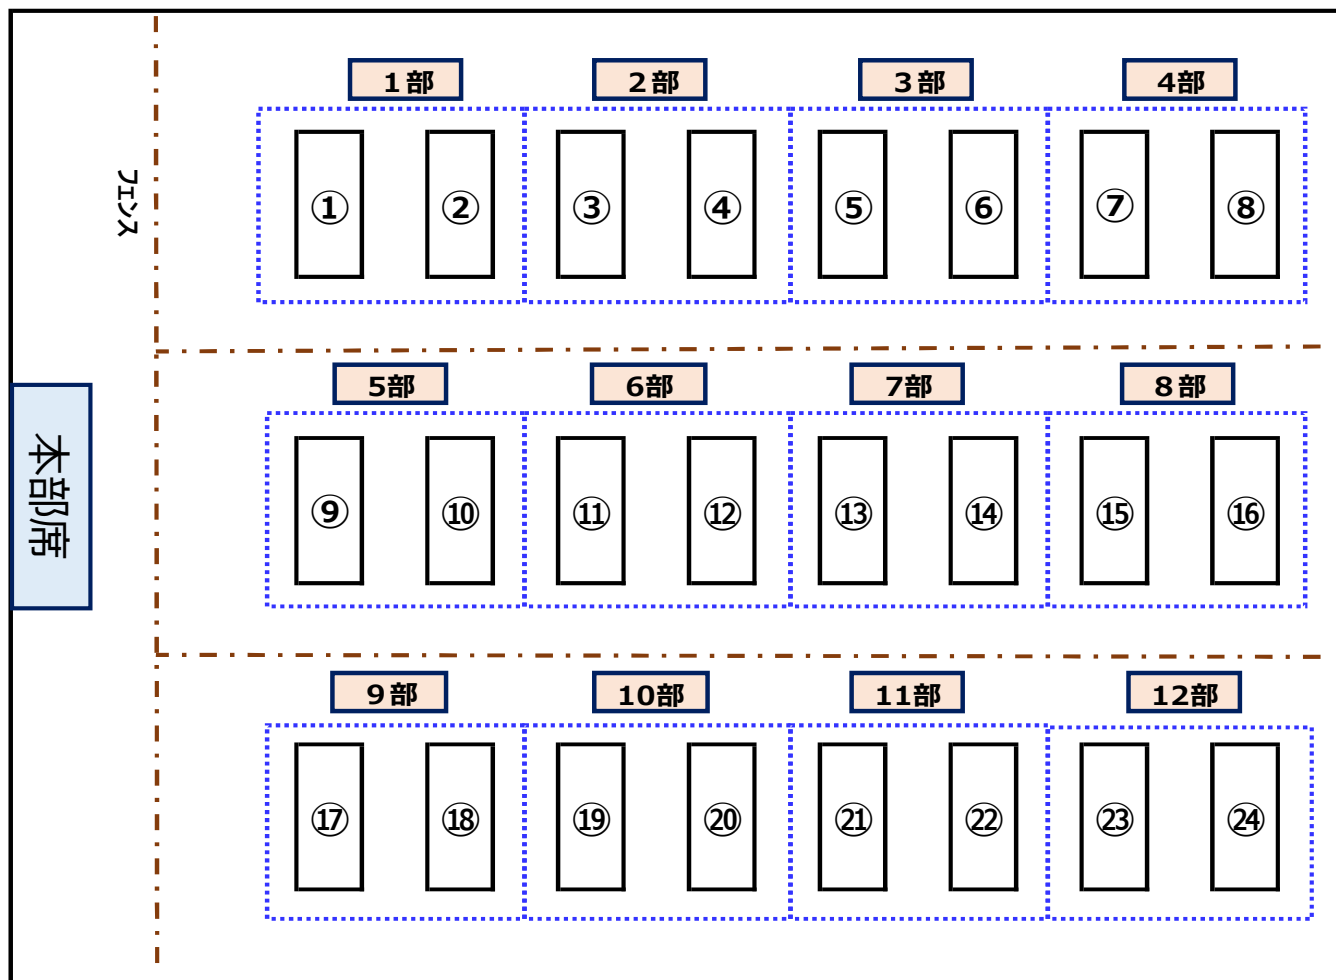 1部 2部 3部 4部
① ② ③ ④ ⑤ ⑥ ⑦ ⑧
フェンス
5部 6部 7部 8部
本部席
⑨ ⑩ ⑪ ⑫ ⑬ ⑭ ⑮ ⑯
9部 10部 11部 12部
⑰ ⑱ ⑲ ⑳ ㉑ ㉒ ㉓ ㉔